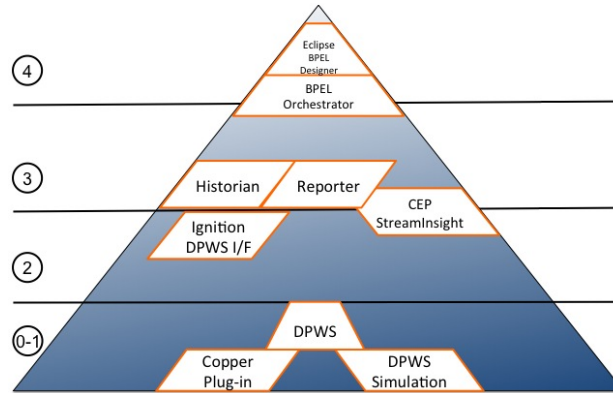 Eclipse
BPEL
Designer
4
BPEL
Orchestrator
3
Historian
Reporter
CEP
StreamInsight
Ignition
DPWS I/F
2
DPWS
0-1
Copper
Plug-in
DPWS
Simulation